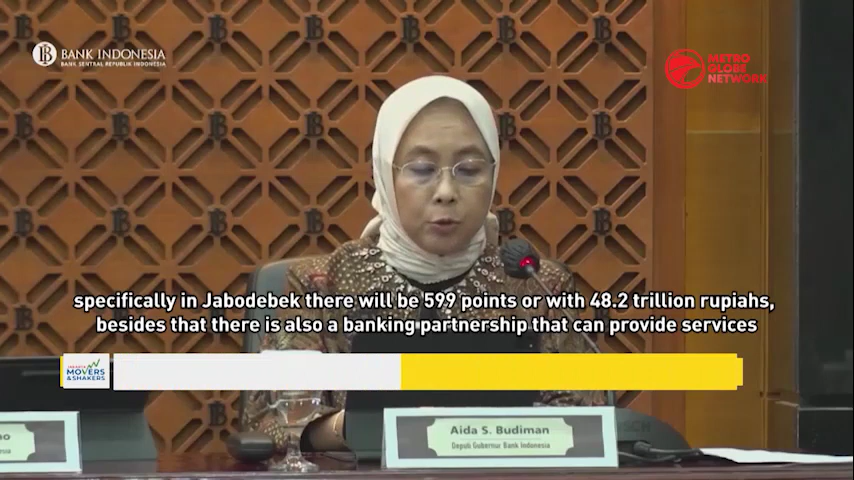 BANK INDONESIA
BANK SENTRAL REPUBLIK INDONESIA
METRO
GLOBE
NETWORK
specifically in Jabodebek there will be 599 points or with 48.2 trillion rupiahs,
besides that there is also a banking partnership that can provide services
MOVERS
&SHAKERS
Aida S. Budiman
Deputi Gubernur Bank Indonesia